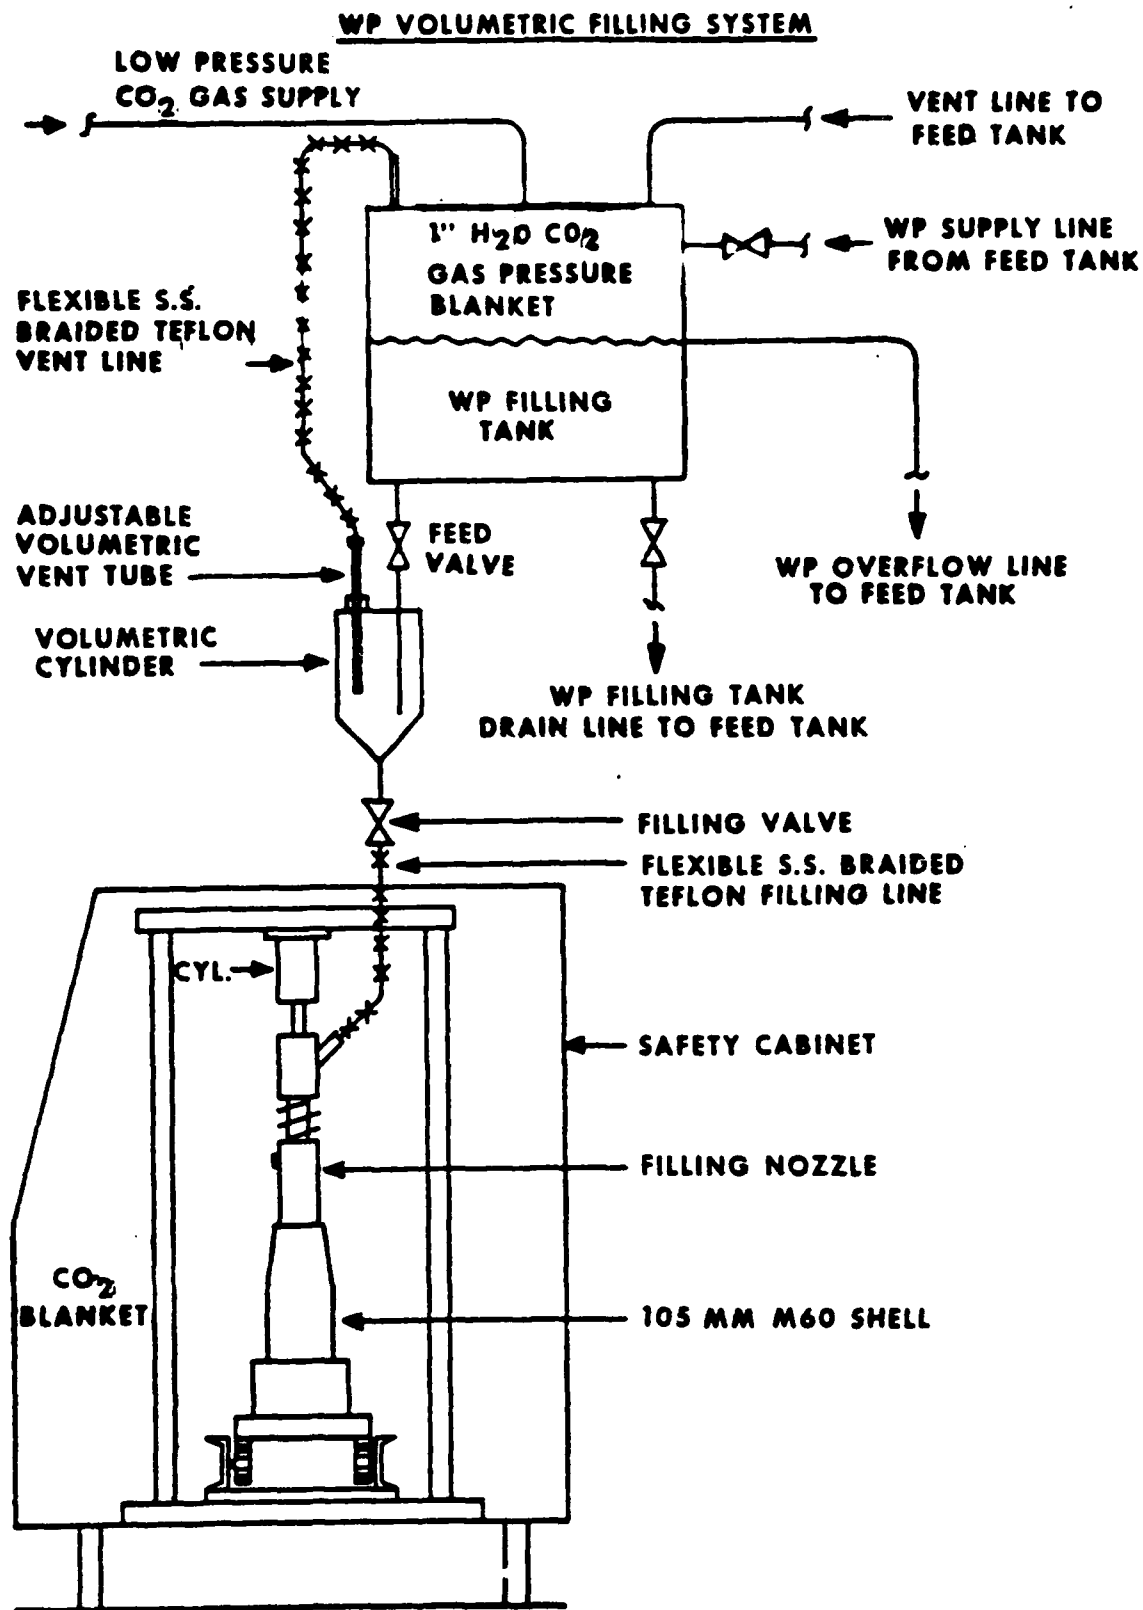 WP VOLUMETRIC FILLING SYSTEM
LOW PRESSURE
CO2 GAS SUPPLY
VENT LINE TO
FEED TANK
1" H2O CO2
GAS PRESSURE
BLANKET
WP SUPPLY LINE
FROM FEED TANK
FLEXIBLE S.S.
BRAIDED TEFLON
VENT LINE
WP FILLING
TANK
ADJUSTABLE
VOLUMETRIC
VENT TUBE
FEED
VALVE
WP OVERFLOW LINE
TO FEED TANK
VOLUMETRIC
CYLINDER
WP FILLING TANK
DRAIN LINE TO FEED TANK
FILLING VALVE
FLEXIBLE S.S. BRAIDED
TEFLON FILLING LINE
CYL.
SAFETY CABINET
FILLING NOZZLE
CO2
BLANKET
105 MM M60 SHELL